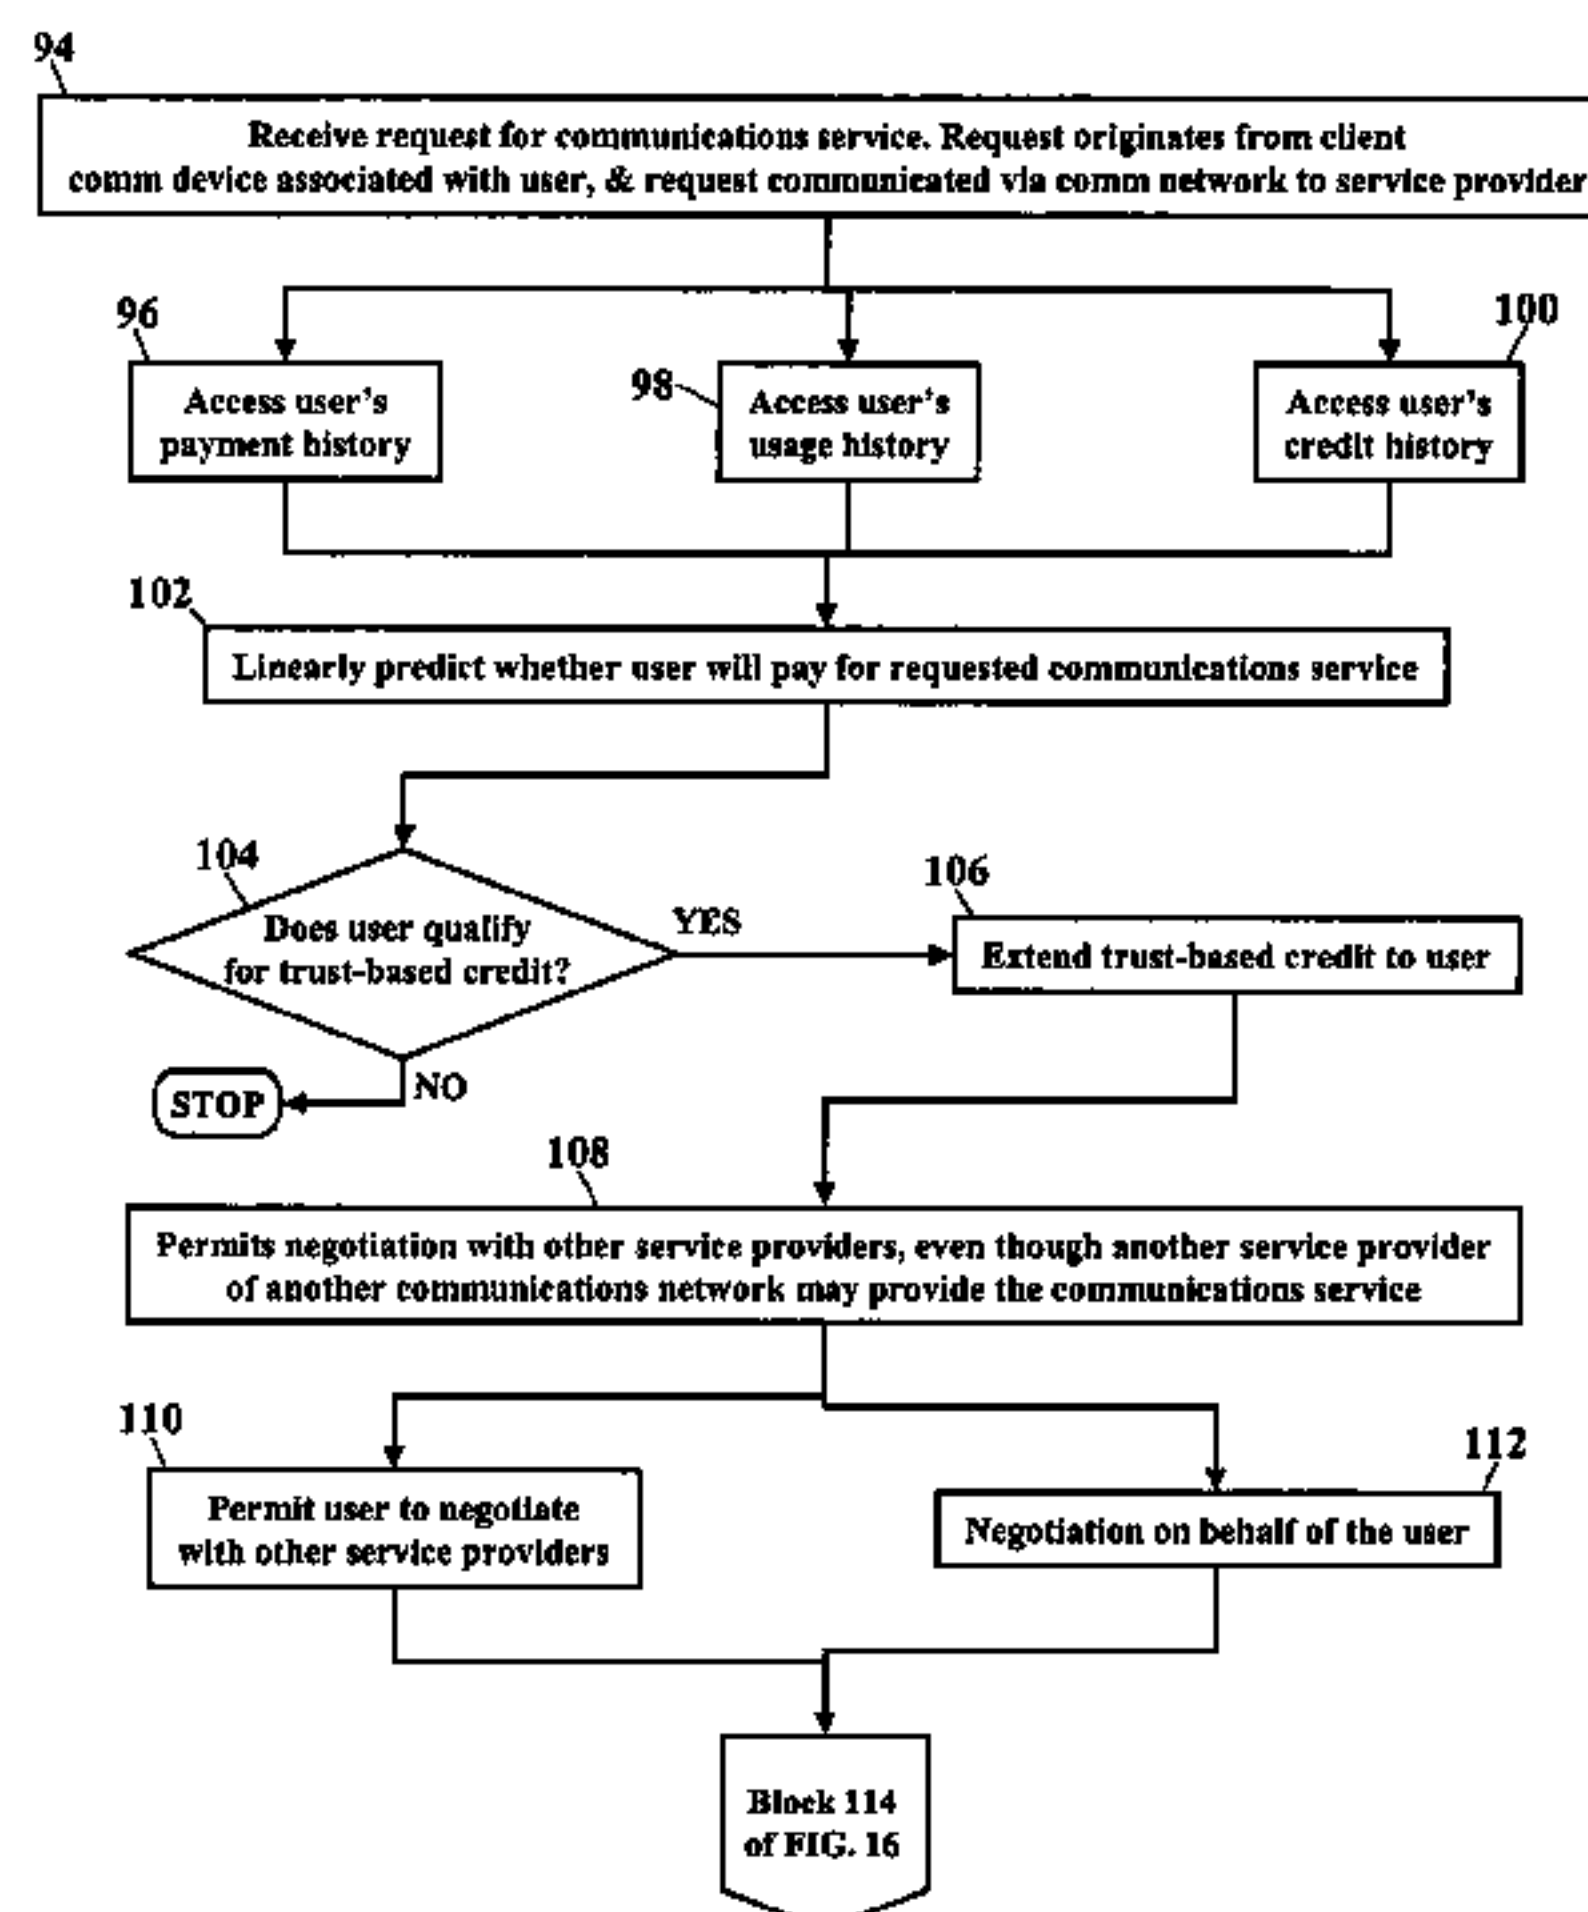 94
Receive request for communications service. Request originates from client
comm device associated with user, & request communicated via comm network to service provider
96
100
98
Access user's
payment history
Access user's
usage history
Access user's
credit history
102
Linearly predict whether user will pay for requested communications service
104
106
Does user qualify
for trust-based credit?
YES
Extend trust-based credit to user
NO
STOP
108
Permits negotiation with other service providers, even though another service provider
of another communications network may provide the communications service
110
112
Permit user to negotiate
with other service providers
Negotiation on behalf of the user
Block 114
of FIG. 16